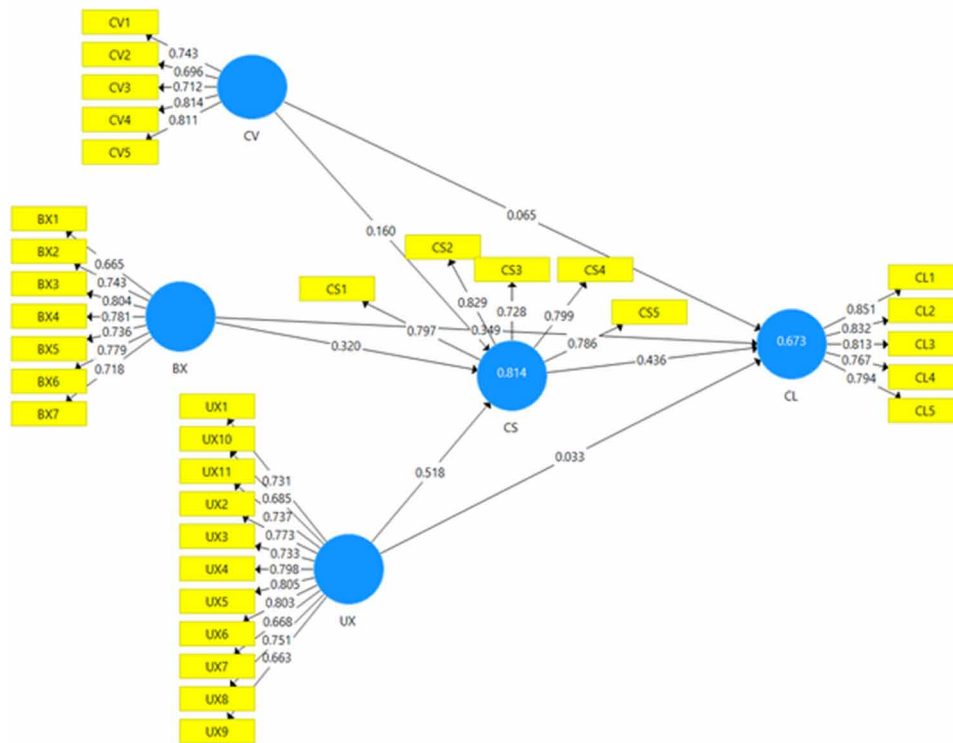 CV1
CV2
CV3
CV4
CV5
0.743
0.696
0.712
0.814
0.811
CV
0.065
0.160
BX1
BX2
BX3
BX4
BX5
BX6
BX7
0.665
0.743
0.804
0.781
0.736
0.779
0.718
BX
0.320
0.349
CS1
CS2
CS3
CS4
CS5
0.797
0.829
0.728
0.799
0.786
0.814
CS
0.436
CL1
CL2
CL3
CL4
CL5
0.851
0.832
0.813
0.767
0.794
0.673
CL
UX1
UX10
UX11
UX2
UX3
UX4
UX5
UX6
UX7
UX8
UX9
0.731
0.685
0.737
0.773
0.733
0.798
0.805
0.803
0.668
0.751
0.663
UX
0.518
0.033